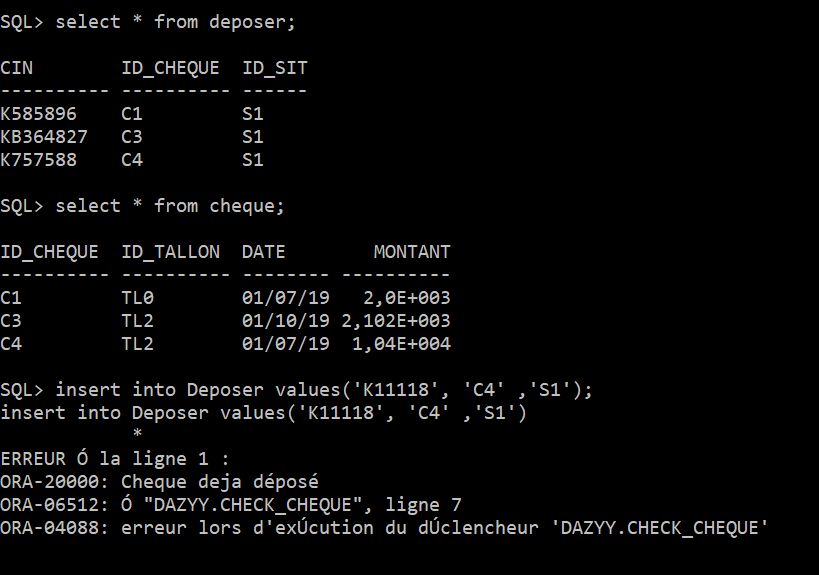 SQL> select * from deposer;
CIN        ID_CHEQUE  ID_SIT
---------- ---------- ------
K585896    C1         S1
KB364827   C3         S1
K757588    C4         S1
SQL> select * from cheque;
ID_CHEQUE  ID_TALLON  DATE        MONTANT
---------- ---------- -------- ----------
C1         TL0        01/07/19   2,0E+003
C3         TL2        01/10/19 2,102E+003
C4         TL2        01/07/19  1,04E+004
SQL> insert into Deposer values('K11118', 'C4' ,'S1');
insert into Deposer values('K11118', 'C4' ,'S1')
            *
ERREUR Ó la ligne 1 :
ORA-20000: Cheque deja déposé
ORA-06512: Ó "DAZYY.CHECK_CHEQUE", ligne 7
ORA-04088: erreur lors d'exÚcution du dÚclencheur 'DAZYY.CHECK_CHEQUE'